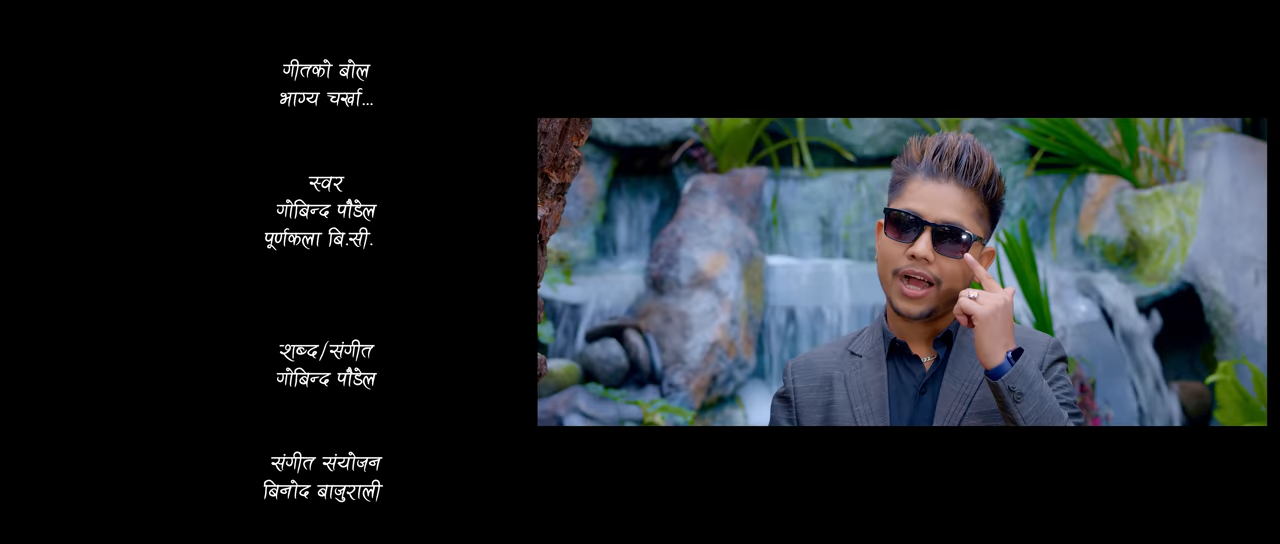 गीतको बोल
भाग्य चर्खा...
स्वर
गोबिन्द पौडेल
पूर्णकला बि.सी.
शब्द/संगीत
गोबिन्द पौडेल
संगीत संयोजन
बिनोद बाजुराली